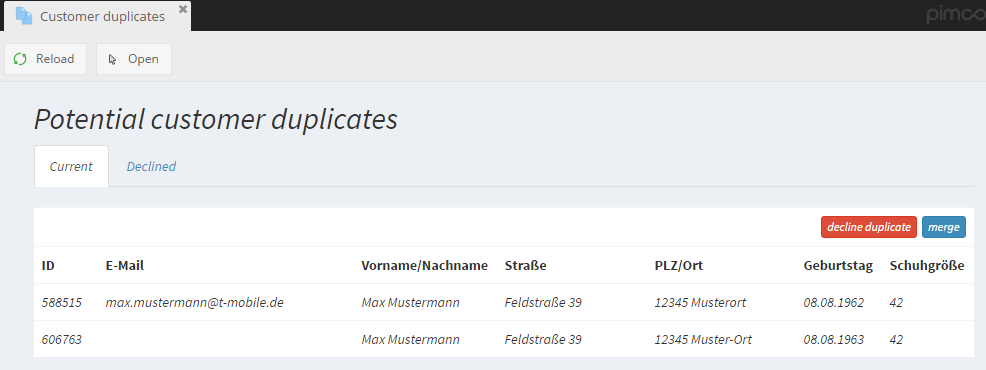 Customer duplicates
Reload Open
Potential customer duplicates
Current Declined
decline duplicate merge
ID E-Mail Vorname/Nachname Straße PLZ/Ort Geburtstag Schuhgröße
588515 max.mustermann@t-mobile.de Max Mustermann Feldstraße 39 12345 Musterort 08.08.1962 42
606763 Max Mustermann Feldstraße 39 12345 Muster-Ort 08.08.1963 42